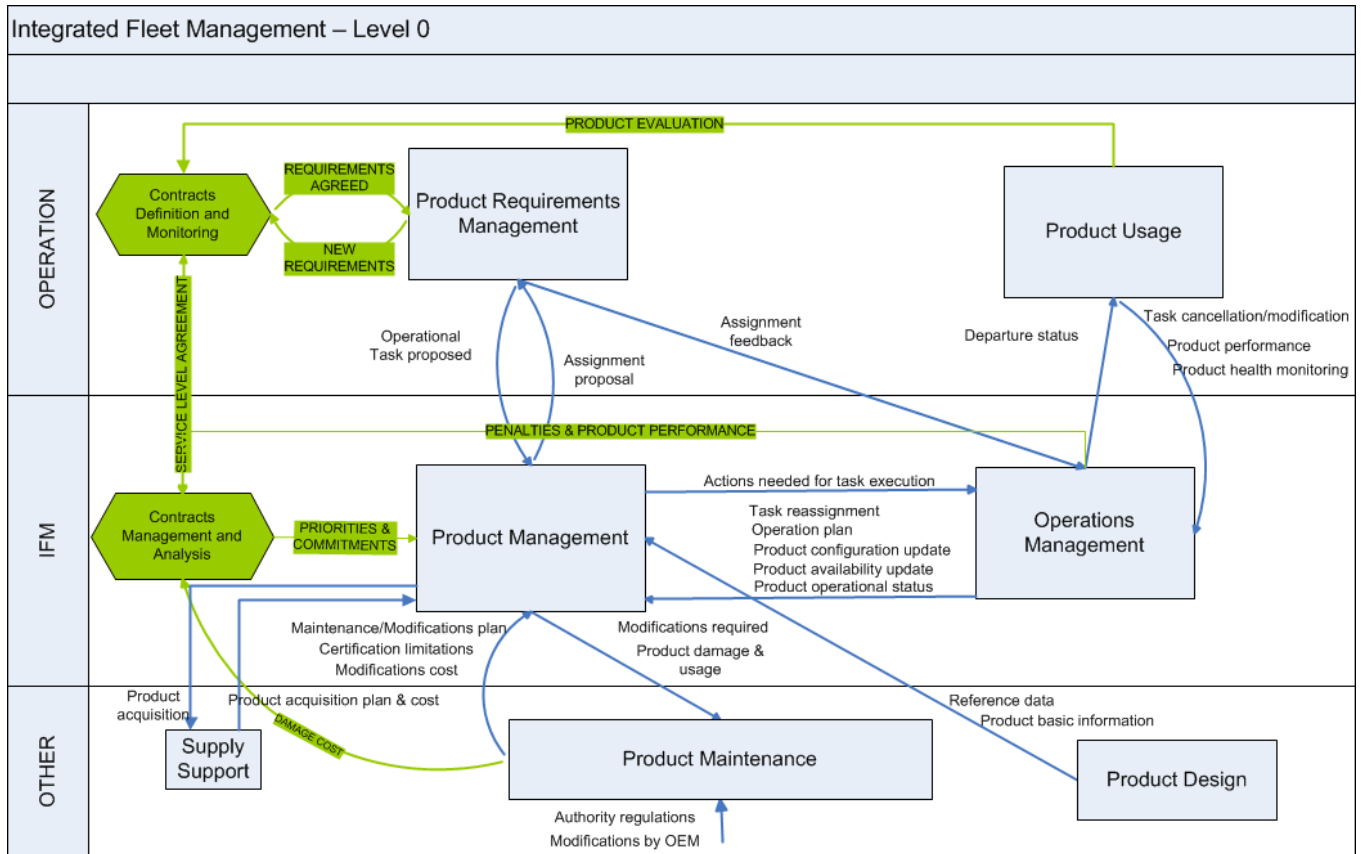 Integrated Fleet Management – Level 0
OPERATION
PRODUCT EVALUATION
Contracts
Definition and
Monitoring
REQUIREMENTS
AGREED
NEW
REQUIREMENTS
Product Requirements
Management
Product Usage
SERVICE LEVEL AGREEMENT
Operational
Task proposed
Assignment
proposal
Assignment
feedback
Departure status
Task cancellation/modification
Product performance
Product health monitoring
IFM
PENALTIES & PRODUCT PERFORMANCE
Contracts
Management and
Analysis
PRIORITIES &
COMMITMENTS
Product Management
Actions needed for task execution
Task reassignment
Operation plan
Product configuration update
Product availability update
Product operational status
Operations
Management
Maintenance/Modifications plan
Certification limitations
Modifications cost
Modifications required
Product damage &
usage
OTHER
Product
acquisition
Product acquisition plan & cost
DAMAGE COST
Reference data
Product basic information
Supply
Support
Product Maintenance
Product Design
Authority regulations
Modifications by OEM